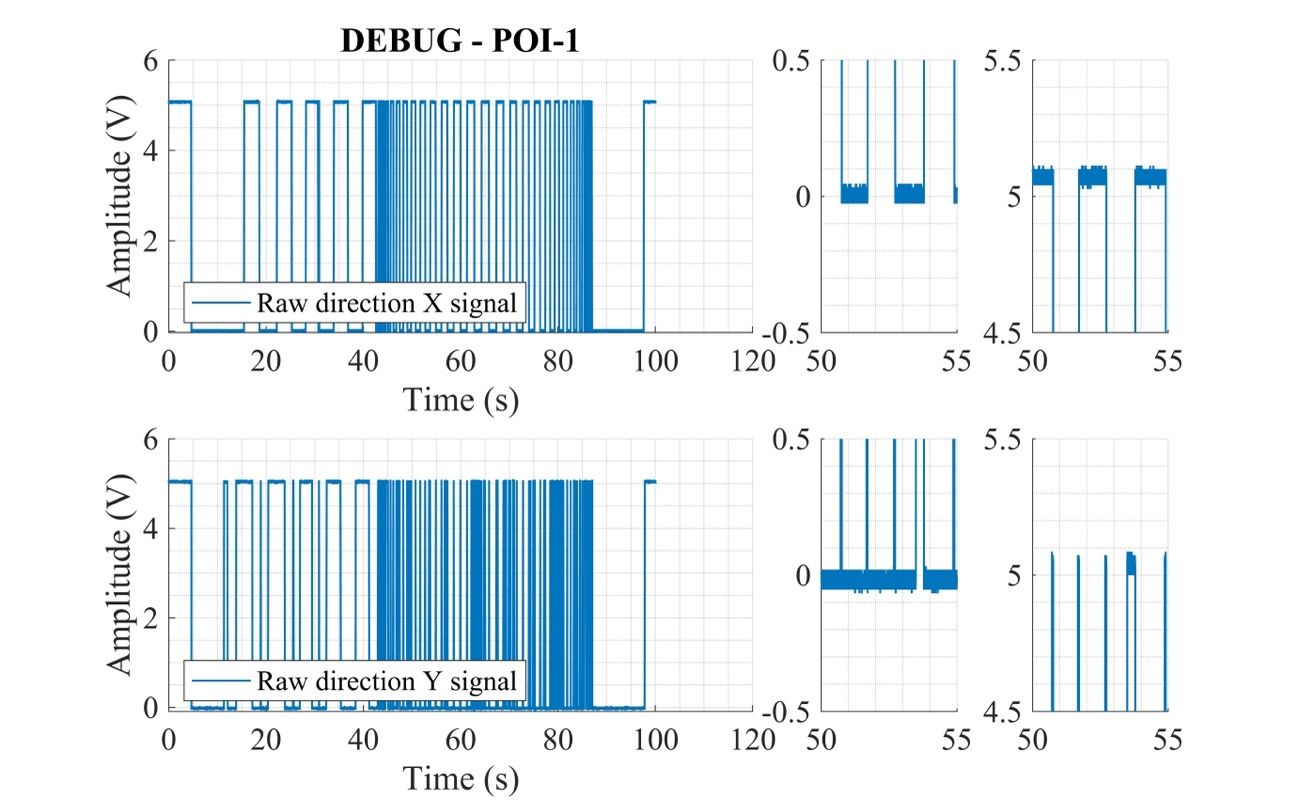 DEBUG - POI-1
6
4
2
0
Amplitude (V)
Raw direction X signal
0 20 40 60 80 100 120
Time (s)
0.5
0
-0.5
50 55
5.5
5
4.5
50 55
6
4
2
0
Amplitude (V)
Raw direction Y signal
0 20 40 60 80 100 120
Time (s)
0.5
0
-0.5
50 55
5.5
5
4.5
50 55